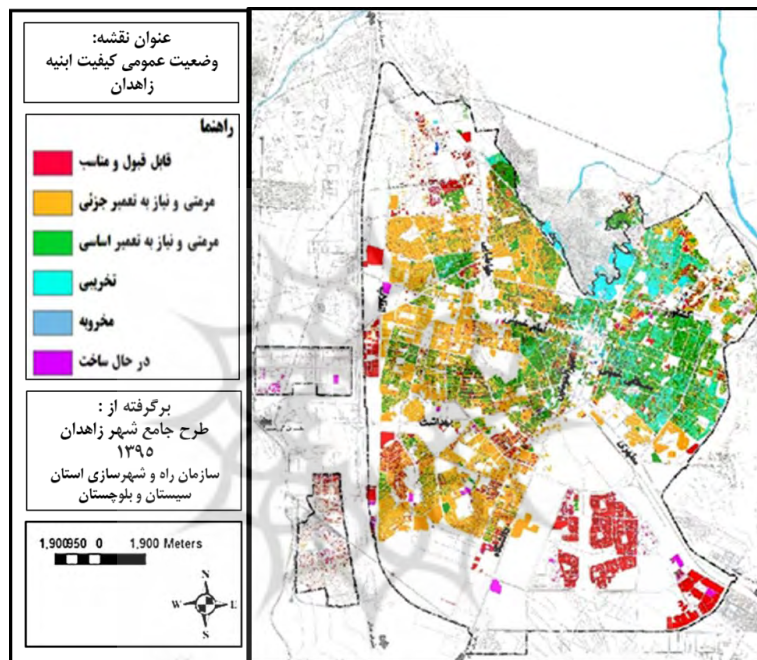 عنوان نقشه:
وضعیت عمومی کیفیت ابنیه
زاهدان
راهنما
قابل قبول و مناسب
مرمتی و نیاز به تعمیر جزئی
مرمتی و نیاز به تعمیر اساسی
تخریبی
مخروبه
در حال ساخت
برگرفته از :
طرح جامع شهر زاهدان
۱۳۹۵
سازمان راه و شهرسازی استان
سیستان و بلوچستان
1,900950 0 1,900 Meters
N
W E
S